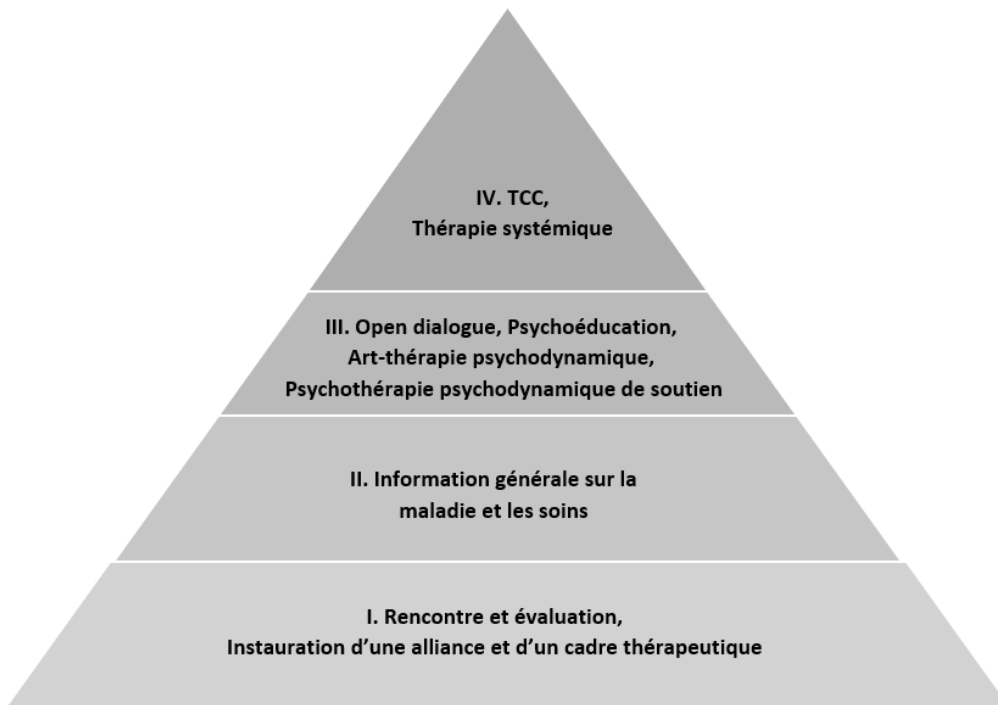 IV. TCC,
Thérapie systémique
III. Open dialogue, Psychoéducation,
Art-thérapie psychodynamique,
Psychothérapie psychodynamique de soutien
II. Information générale sur la
maladie et les soins
I. Rencontre et évaluation,
Instauration d’une alliance et d’un cadre thérapeutique